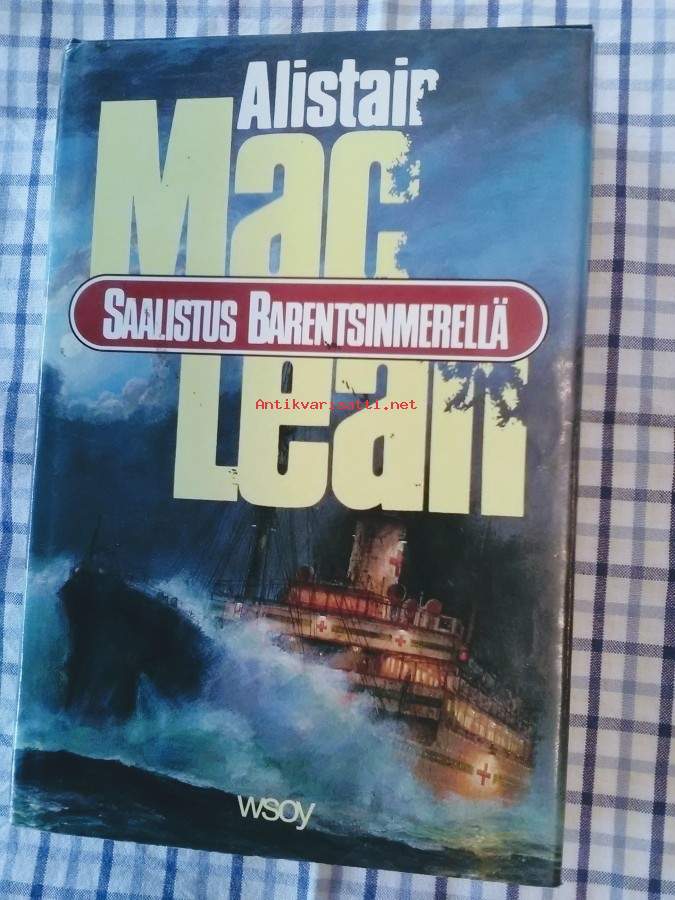 Alistair
Mac
SAALISTUS BARENTSINMERELLÄ
Lean
Antikvariaatti.net
wsoy